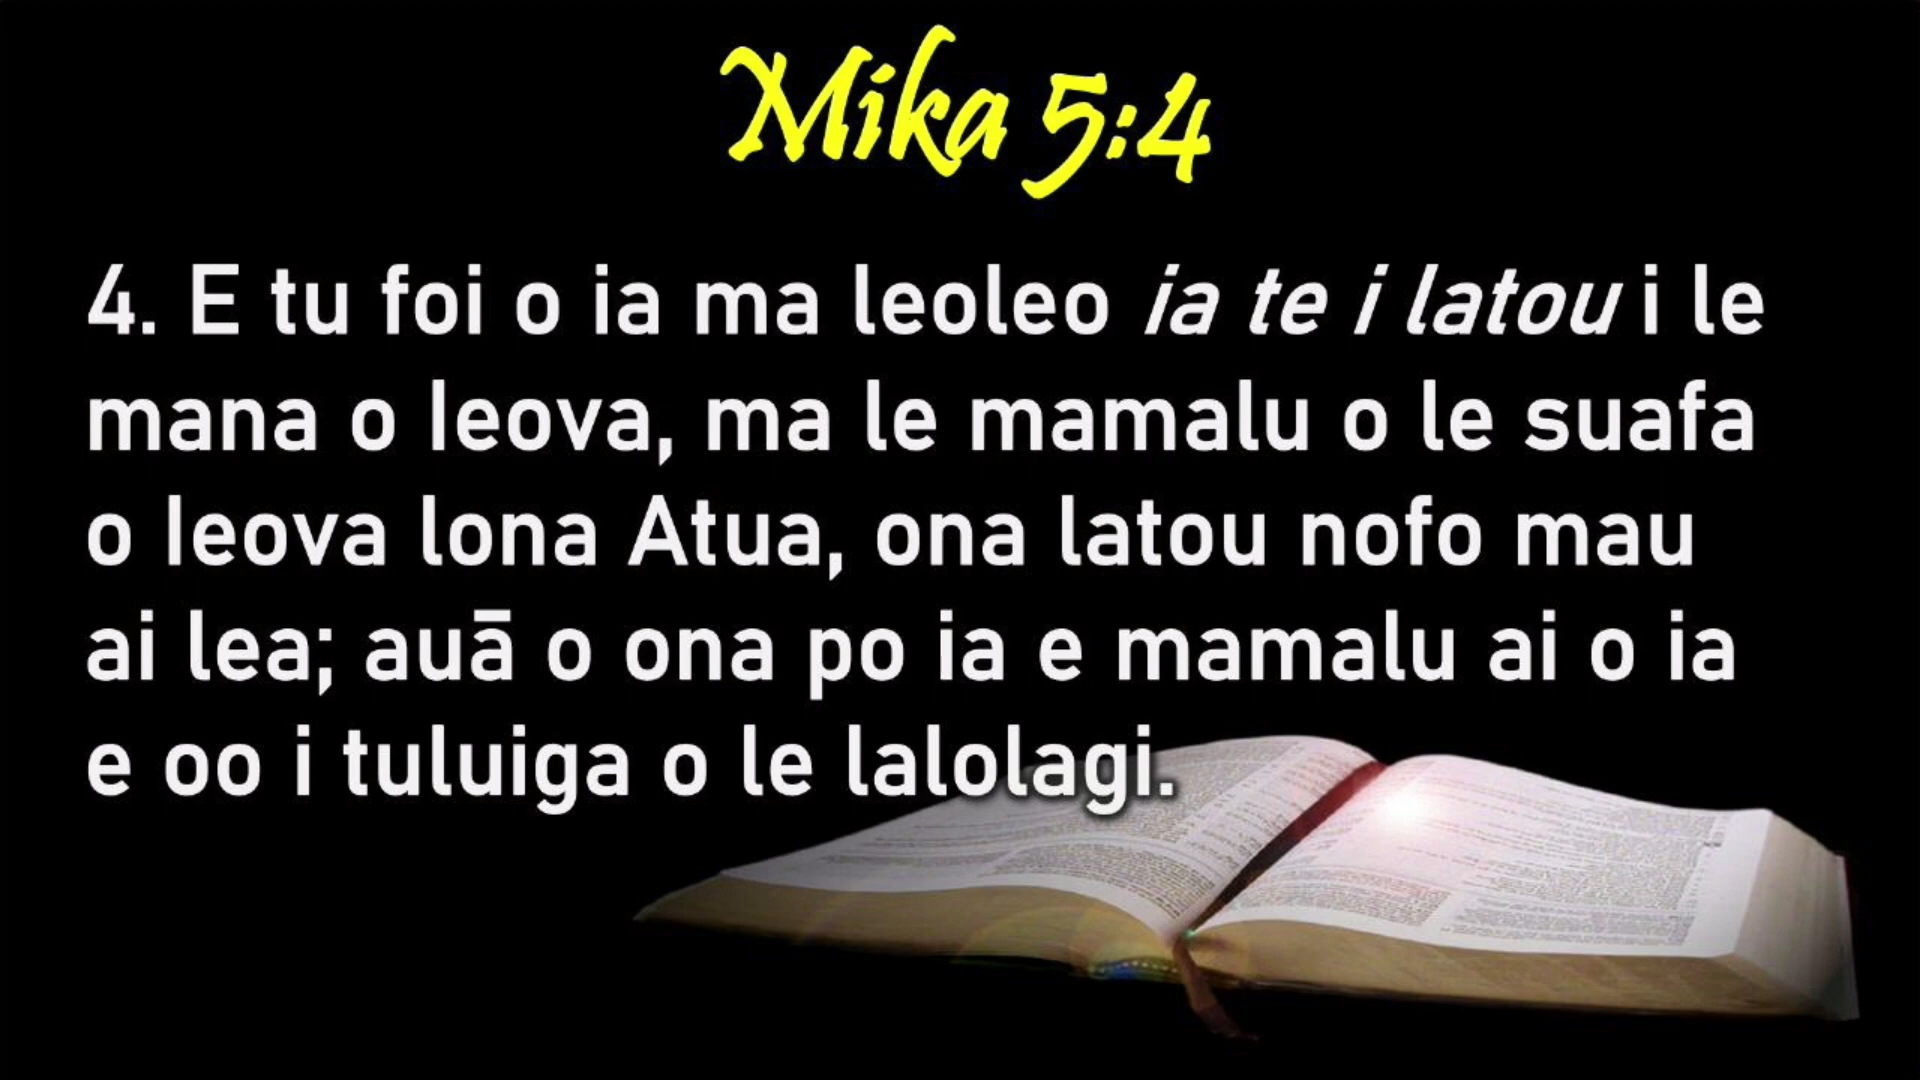 Mika 5:4
4. E tu foi o ia ma leoleo ia te i latou i le
mana o Ieova, ma le mamalu o le suafa
o Ieova lona Atua, ona latou nofo mau
ai lea; auā o ona po ia e mamalu ai o ia
e oo i tuluiga o le lalolagi.